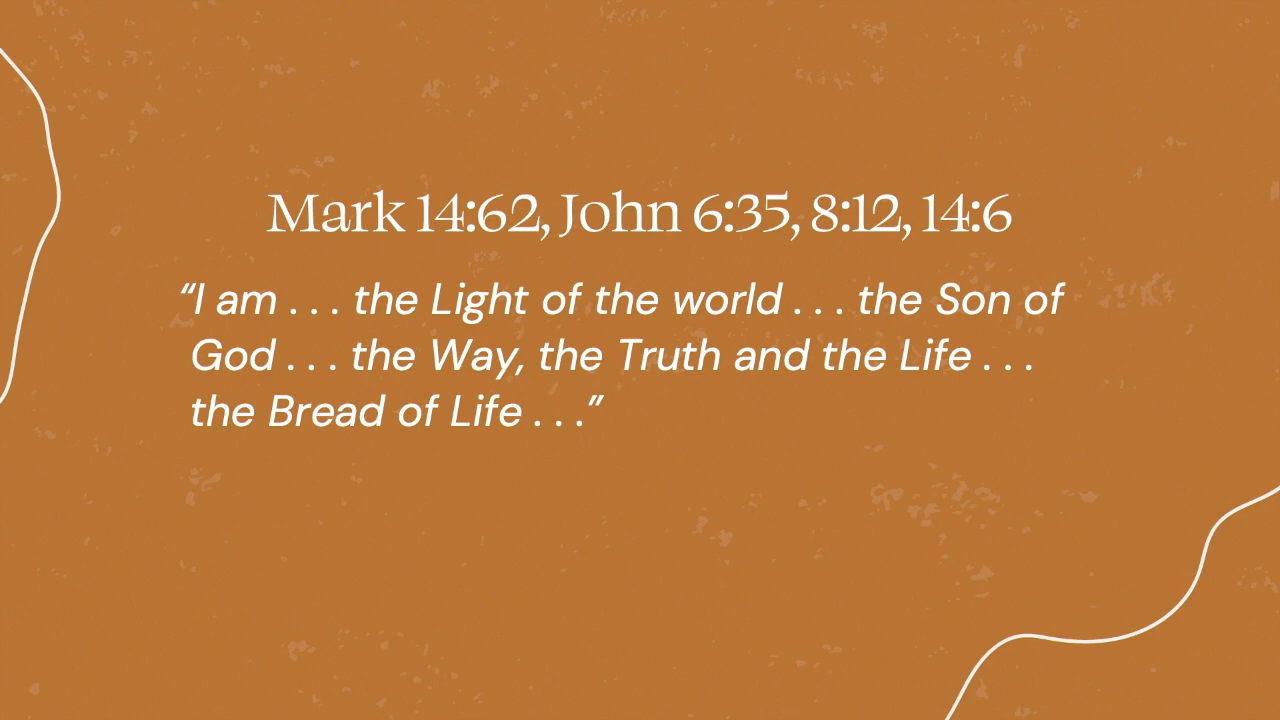 Mark 14:62, John 6:35, 8:12, 14:6
“I am . . . the Light of the world . . . the Son of
God . . . the Way, the Truth and the Life . . .
the Bread of Life . . .”